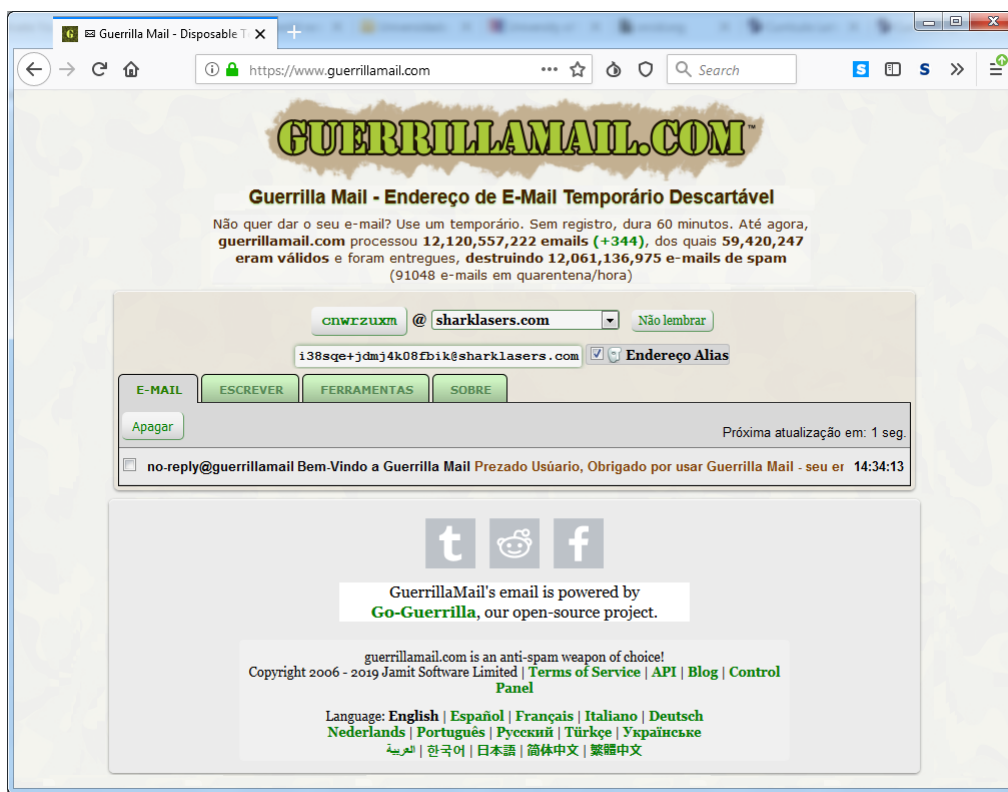 Guerrilla Mail - Disposable T
https://www.guerrillamail.com
Search
GUERRILLAMAIL.COM™
Guerrilla Mail - Endereço de E-Mail Temporário Descartável
Não quer dar o seu e-mail? Use um temporário. Sem registro, dura 60 minutos. Até agora,
guerrillamail.com processou 12,120,557,222 emails (+344), dos quais 59,420,247
eram válidos e foram entregues, destruindo 12,061,136,975 e-mails de spam
(91048 e-mails em quarentena/hora)
cnwrzuxm @ sharklasers.com Não lembrar
i38sqe+jdmj4k08fbik@sharklasers.com Endereço Alias
E-MAIL ESCREVER FERRAMENTAS SOBRE
Apagar
Próxima atualização em: 1 seg.
no-reply@guerrillamail Bem-Vindo a Guerrilla Mail Prezado Usúario, Obrigado por usar Guerrilla Mail - seu er 14:34:13
GuerrillaMail's email is powered by
Go-Guerrilla, our open-source project.
guerrillamail.com is an anti-spam weapon of choice!
Copyright 2006 - 2019 Jamit Software Limited | Terms of Service | API | Blog | Control
Panel
Language: English | Español | Français | Italiano | Deutsch
Nederlands | Português | Русский | Türkçe | Українське
العربية | 한국어 | 日本語 | 简体中文 | 繁體中文